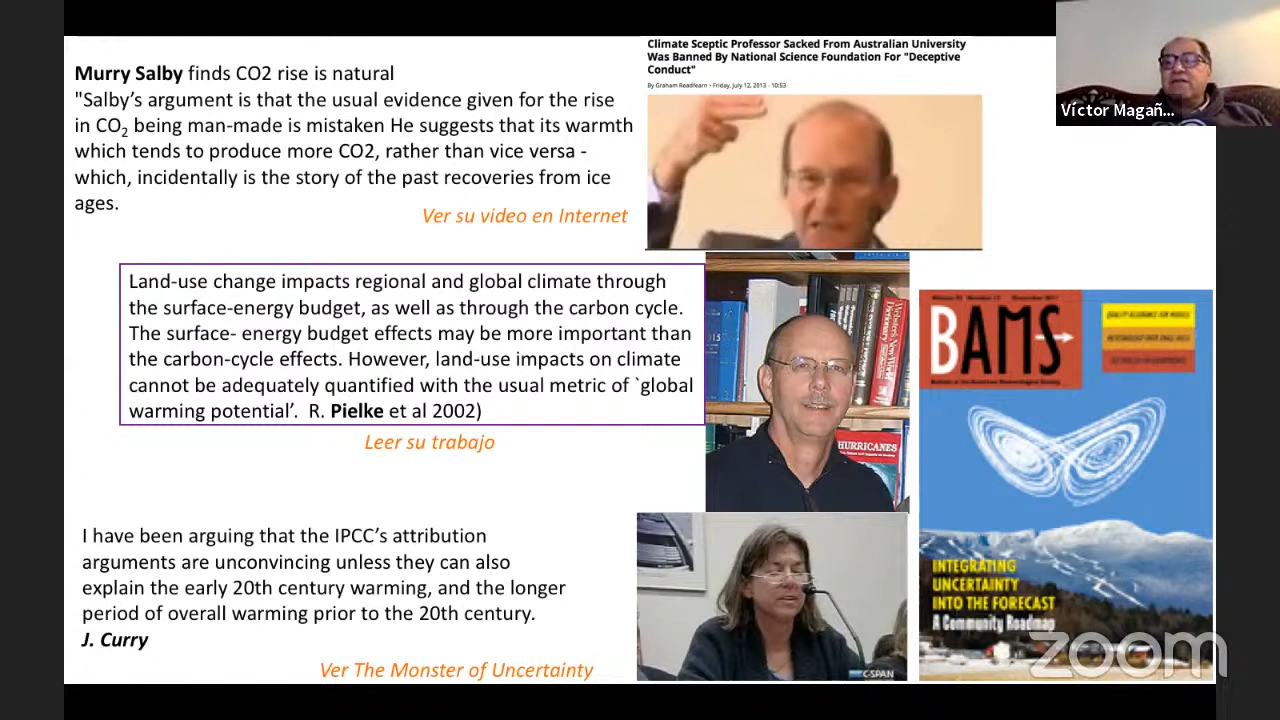 Murry Salby finds CO2 rise is natural
"Salby's argument is that the usual evidence given for the rise
in CO2 being man-made is mistaken He suggests that its warmth
which tends to produce more CO2, rather than vice versa -
which, incidentally is the story of the past recoveries from ice
ages.
Ver su video en Internet
Climate Sceptic Professor Sacked From Australian University
Was Banned By National Science Foundation For "Deceptive
Conduct"
By Graham Readfearn • Friday, July 12, 2013 - 10:53
Víctor Magañ...
Land-use change impacts regional and global climate through
the surface-energy budget, as well as through the carbon cycle.
The surface- energy budget effects may be more important than
the carbon-cycle effects. However, land-use impacts on climate
cannot be adequately quantified with the usual metric of `global
warming potential'. R. Pielke et al 2002)
Leer su trabajo
HURRICANES
BAMS
I have been arguing that the IPCC's attribution
arguments are unconvincing unless they can also
explain the early 20th century warming, and the longer
period of overall warming prior to the 20th century.
J. Curry
Ver The Monster of Uncertainty
C-SPAN
INTEGRATING
UNCERTAINTY
INTO THE FORECAST
A Community Roadmap
zoom